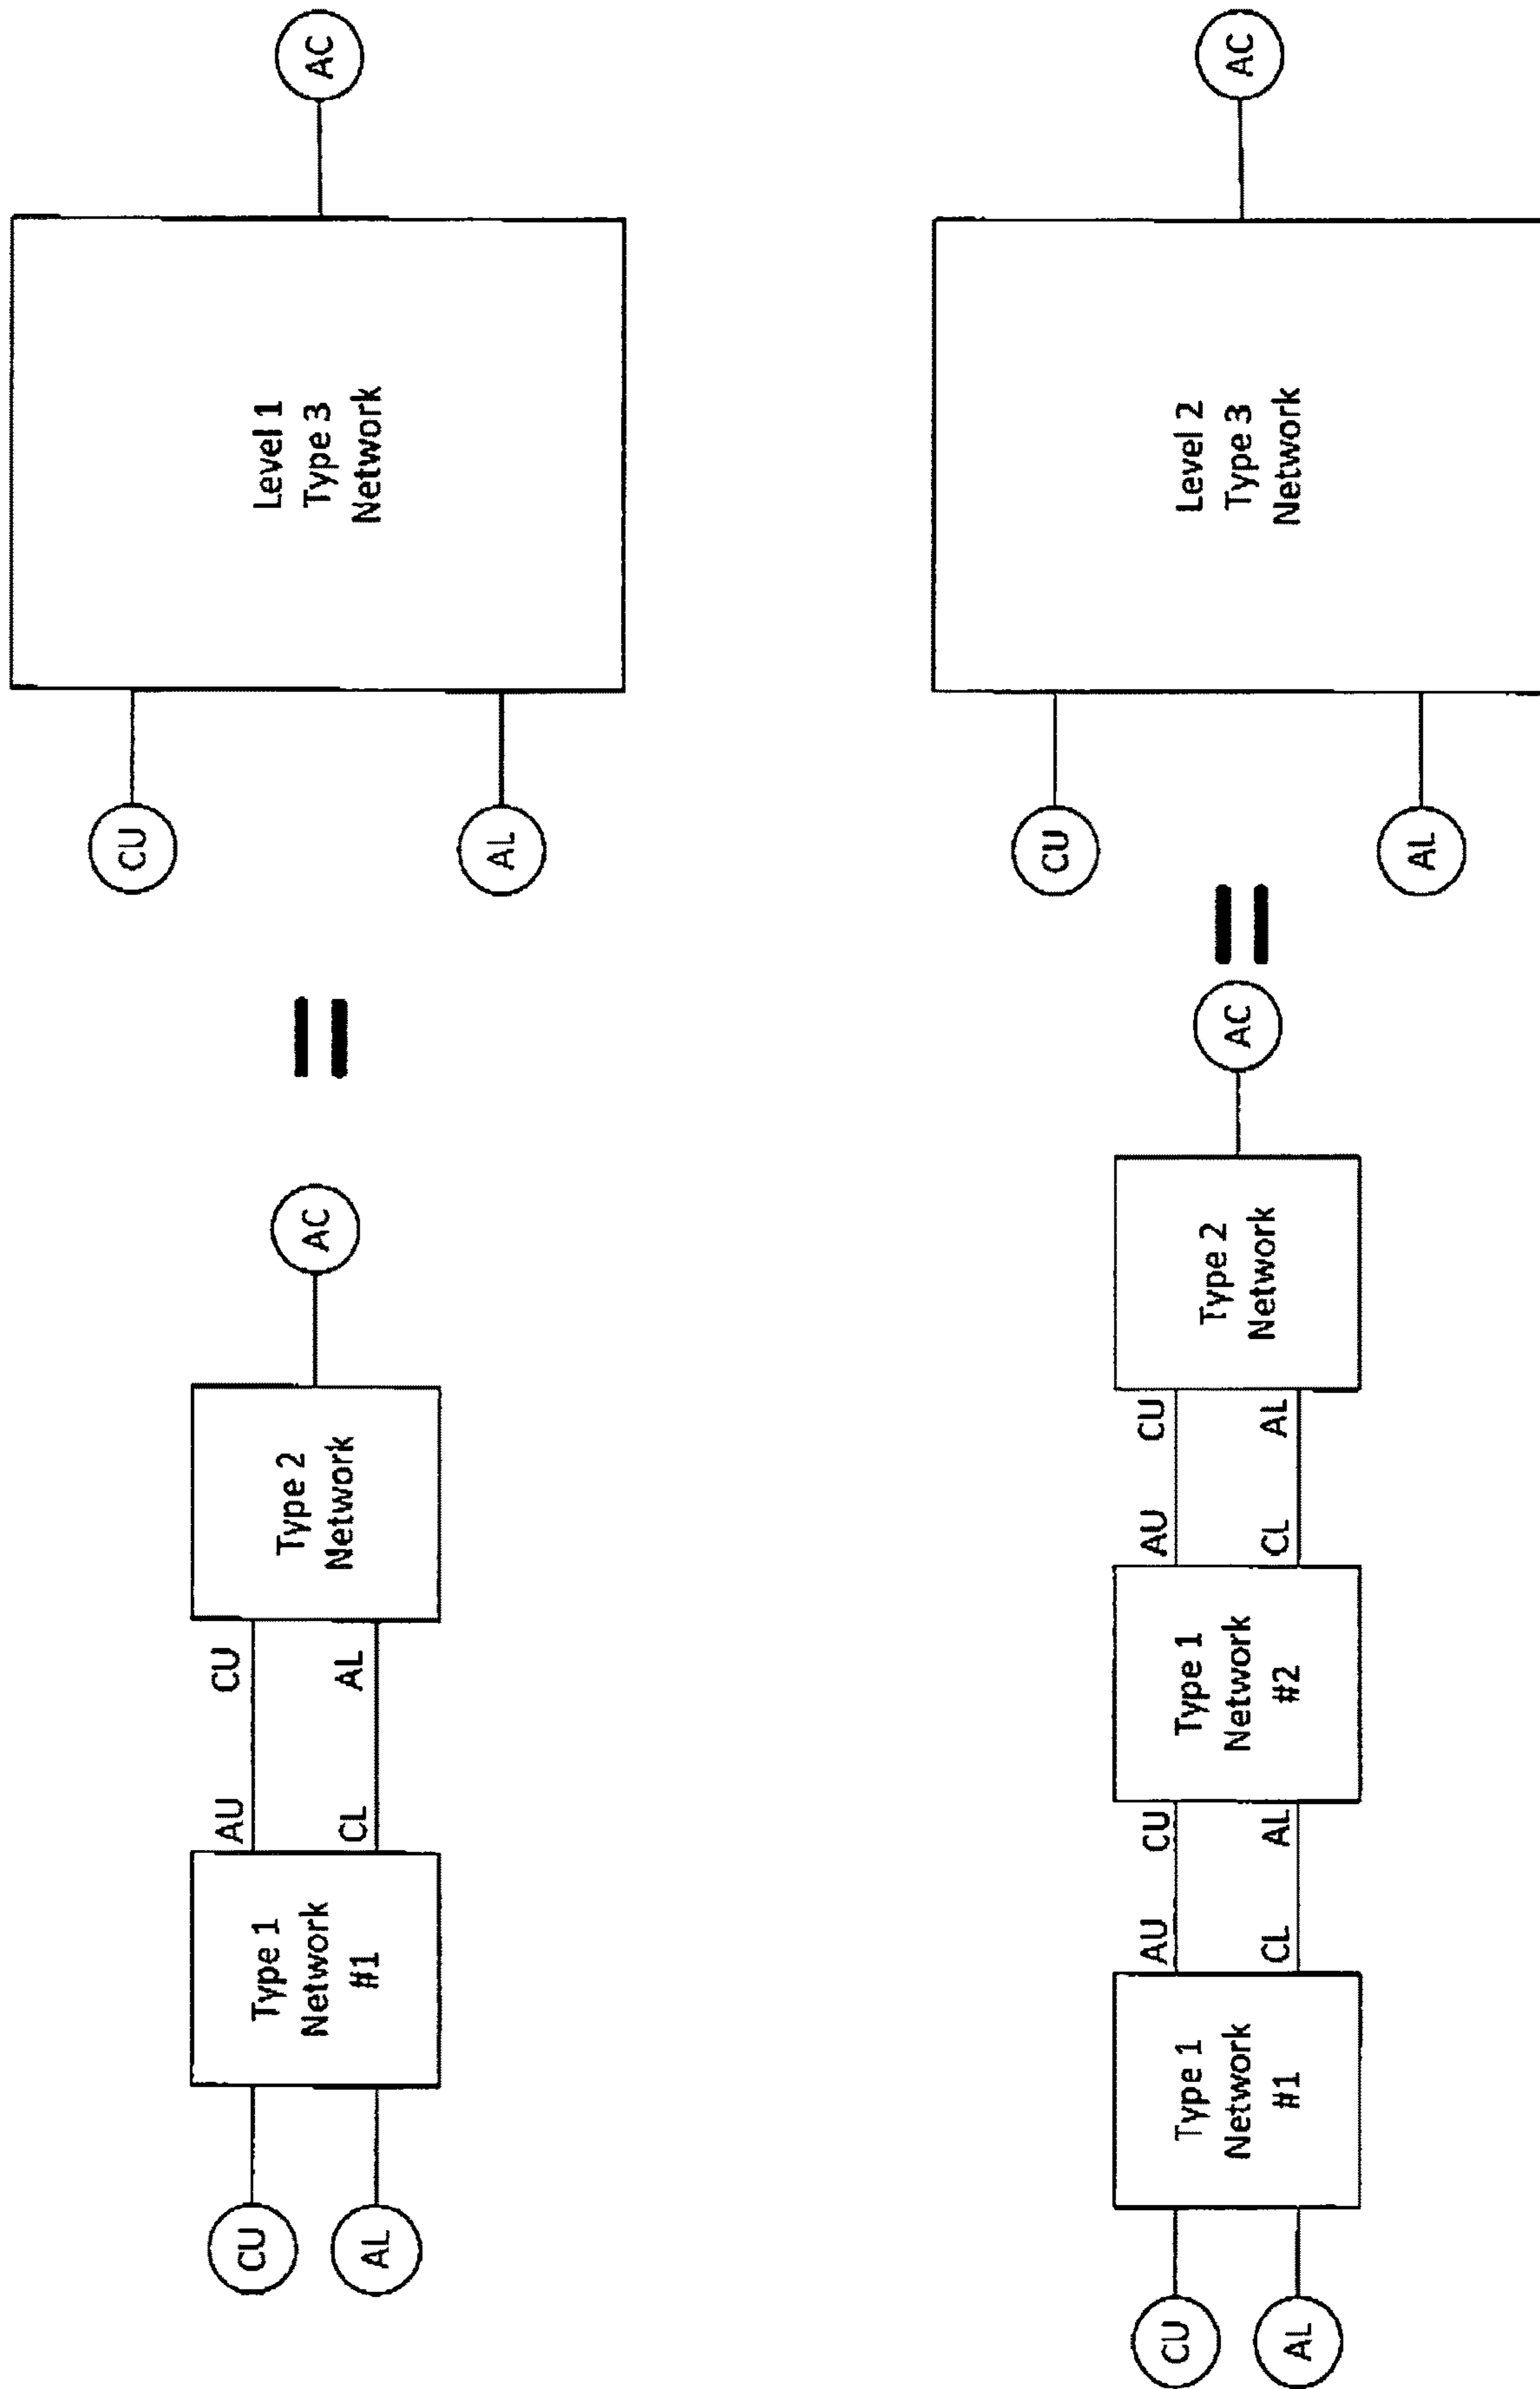 CU
AL
Type 1
Network
#1
AU
CL
CU
AL
Type 2
Network
AC
CU
AL
Level 1
Type 3
Network
AC
CU
AL
Type 1
Network
#1
AU
CL
CU
AL
Type 1
Network
#2
AU
CL
CU
AL
Type 2
Network
AC
=
CU
AL
Level 2
Type 3
Network
AC